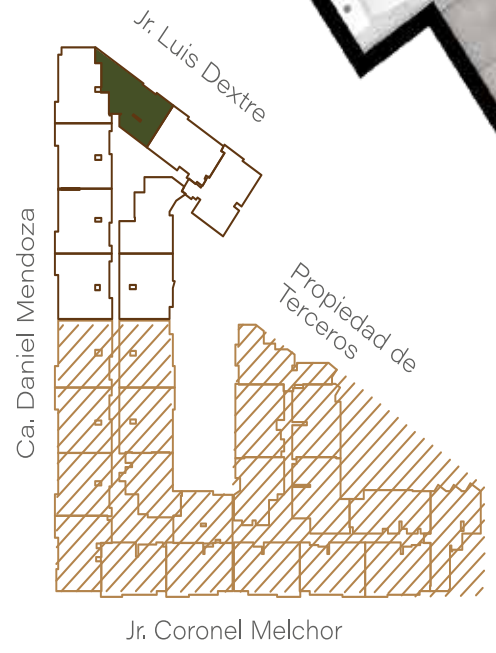 Jr. Luis Dextre
Ca. Daniel Mendoza
Propiedad de
Terceros
Jr. Coronel Melchor